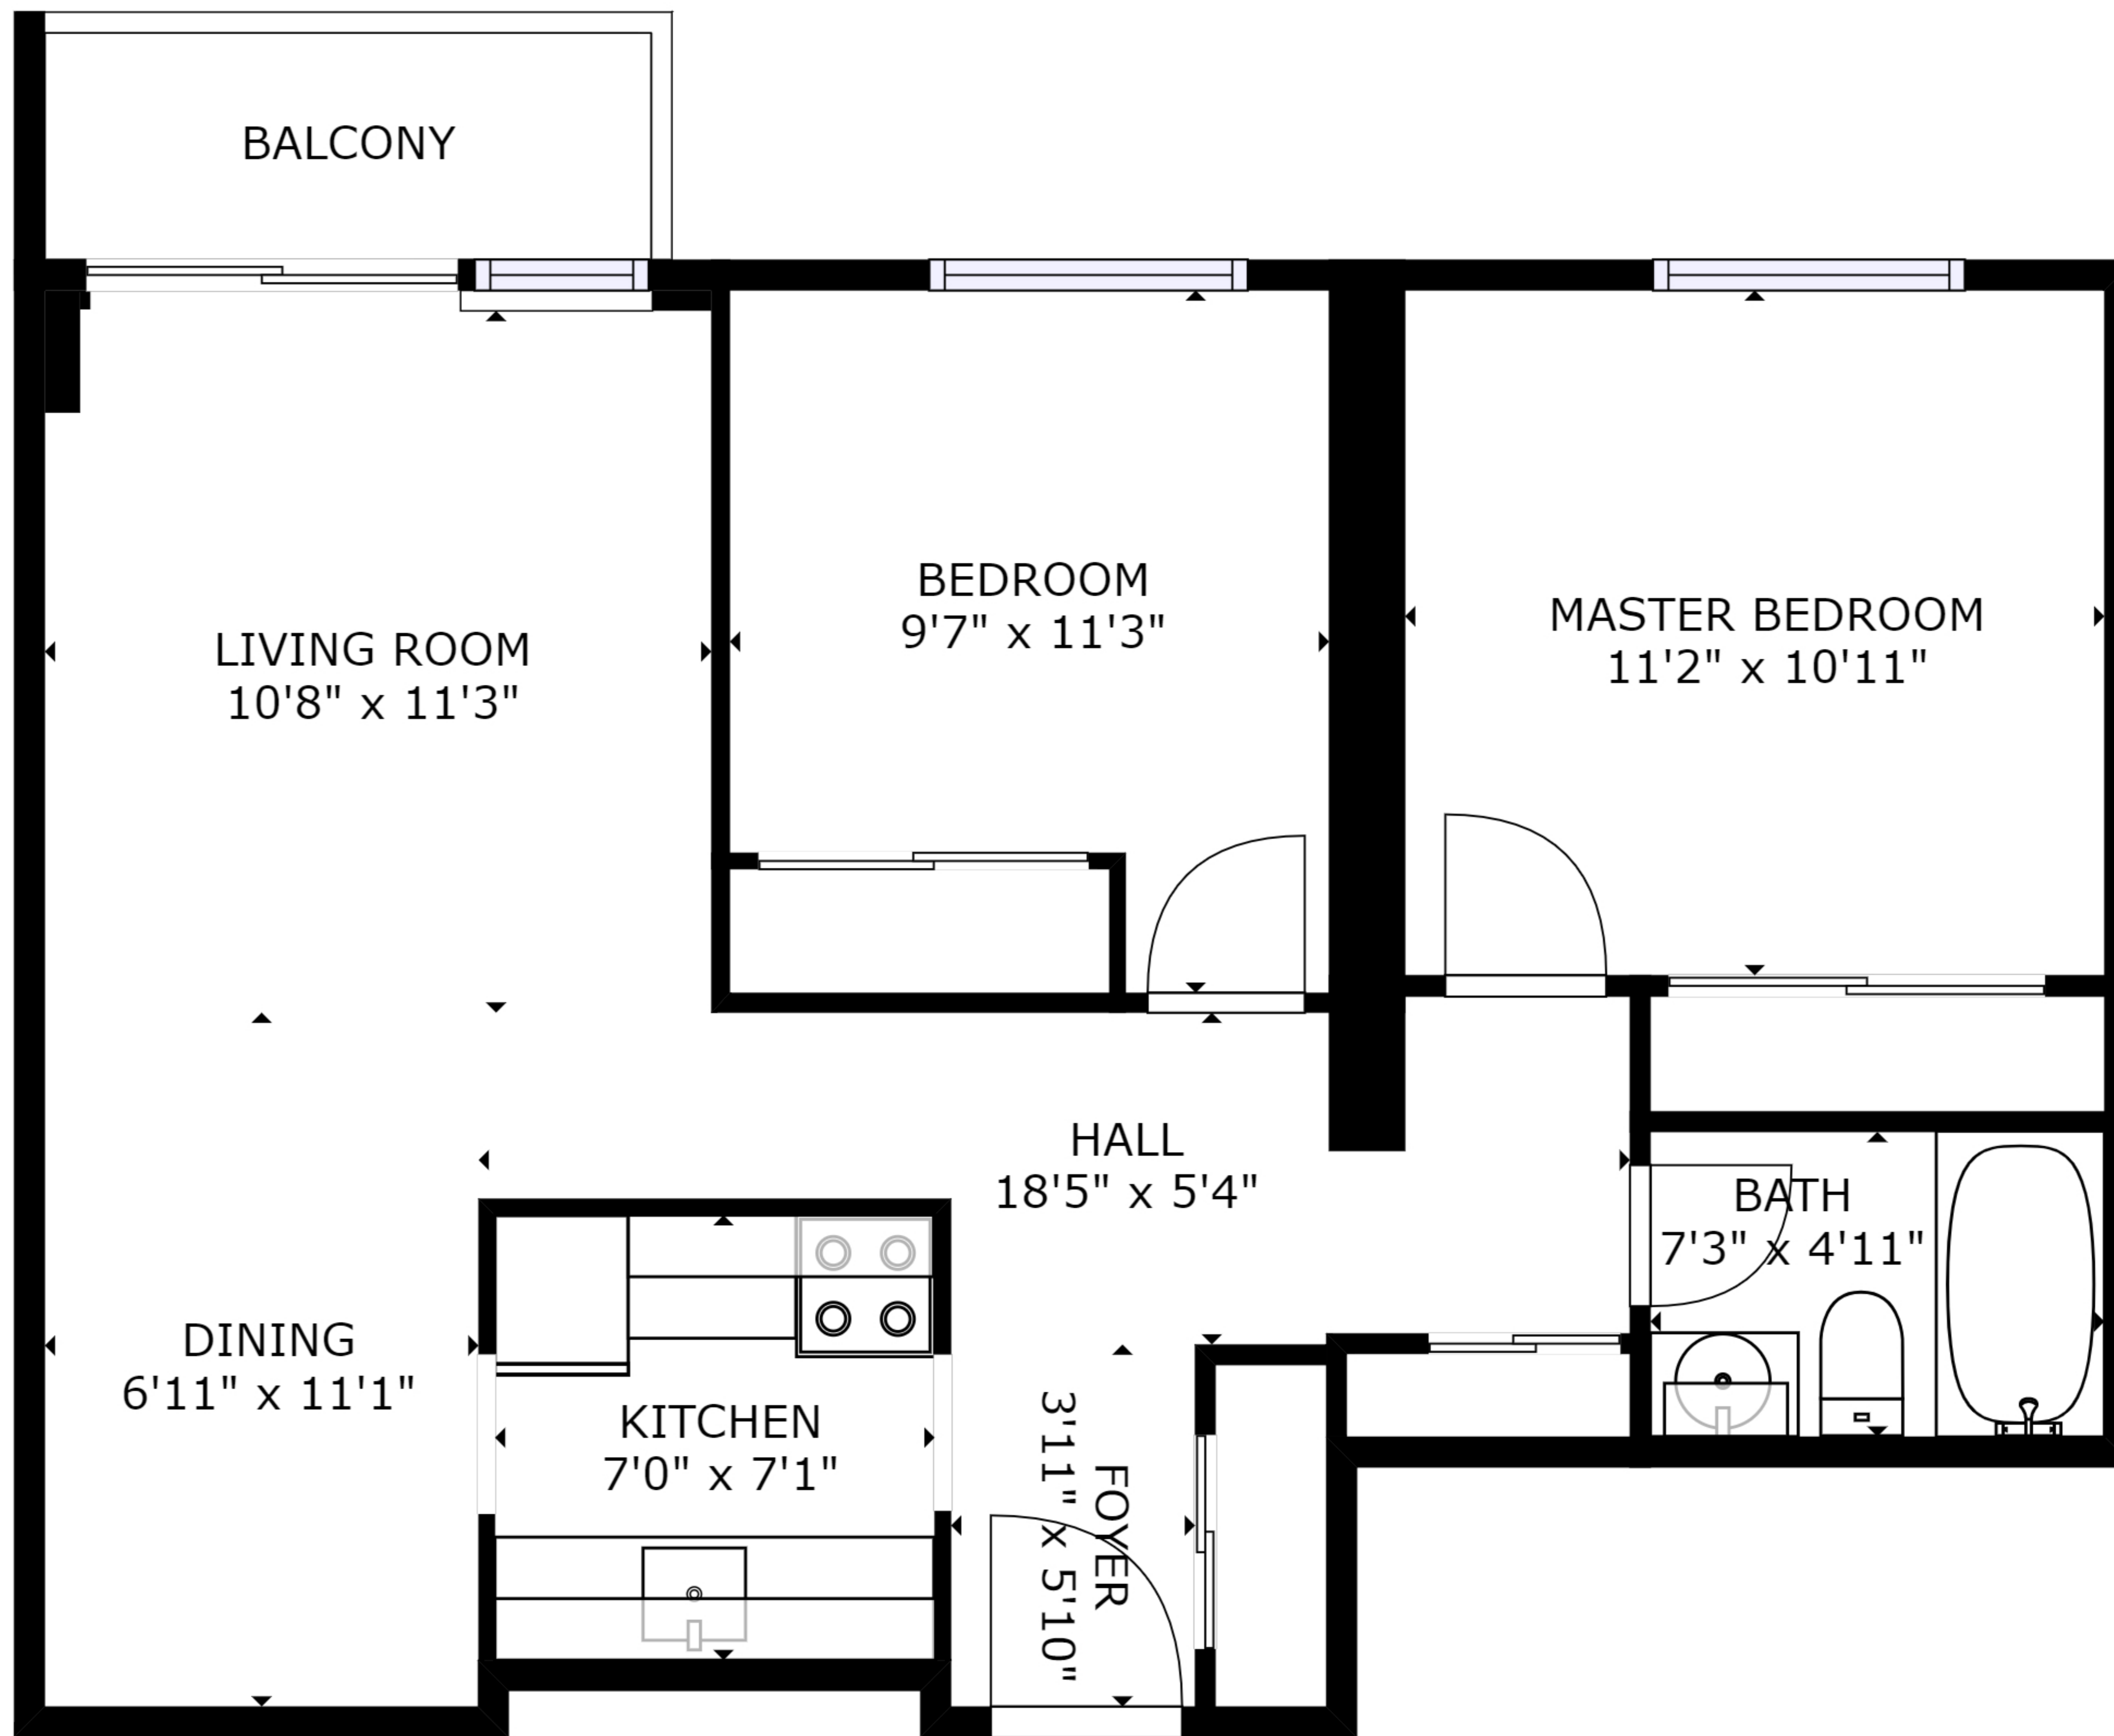 BALCONY
LIVING ROOM
10'8" x 11'3"
BEDROOM
9'7" x 11'3"
MASTER BEDROOM
11'2" x 10'11"
HALL
18'5" x 5'4"
BATH
7'3" x 4'11"
DINING
6'11" x 11'1"
KITCHEN
7'0" x 7'1"
FOYER
3'11" x 5'10"